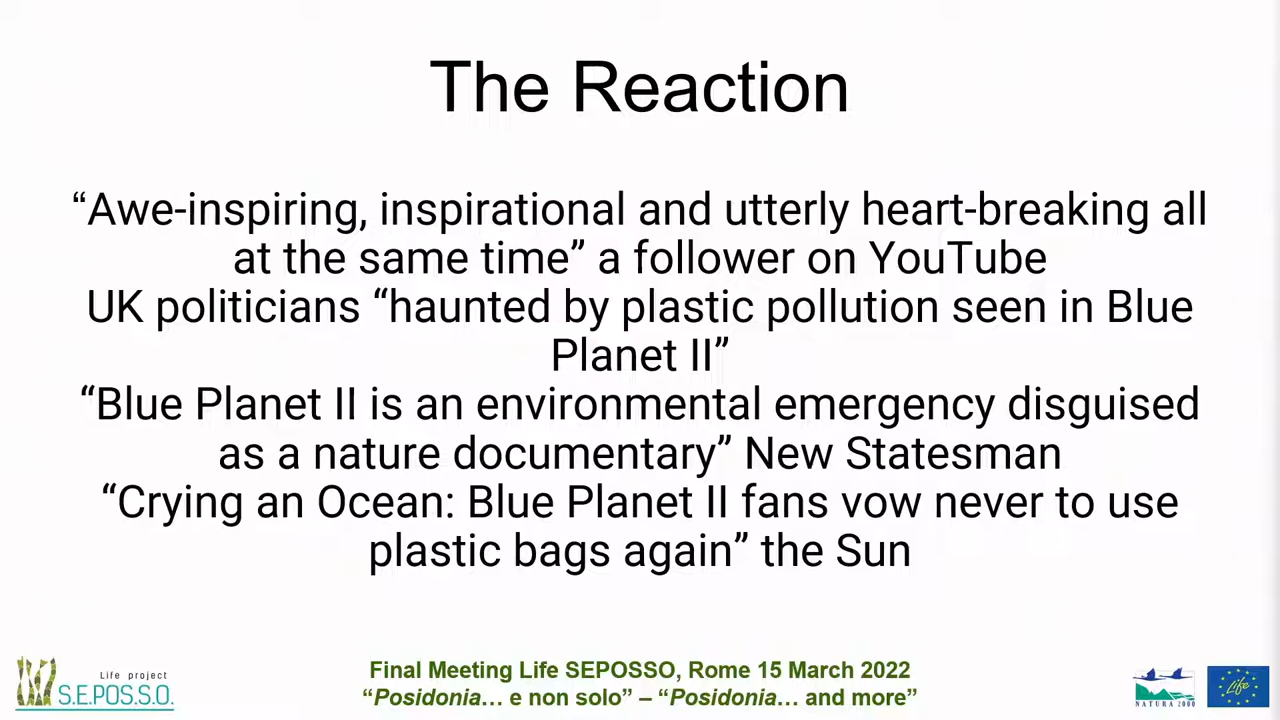 The Reaction
“Awe-inspiring, inspirational and utterly heart-breaking all
at the same time” a follower on YouTube
UK politicians “haunted by plastic pollution seen in Blue
Planet II”
“Blue Planet II is an environmental emergency disguised
as a nature documentary” New Statesman
“Crying an Ocean: Blue Planet II fans vow never to use
plastic bags again” the Sun
Life project
S.E.POS.S.O.
Final Meeting Life SEPOSSO, Rome 15 March 2022
“Posidonia… e non solo” – “Posidonia… and more”
NATURA 2000
Life